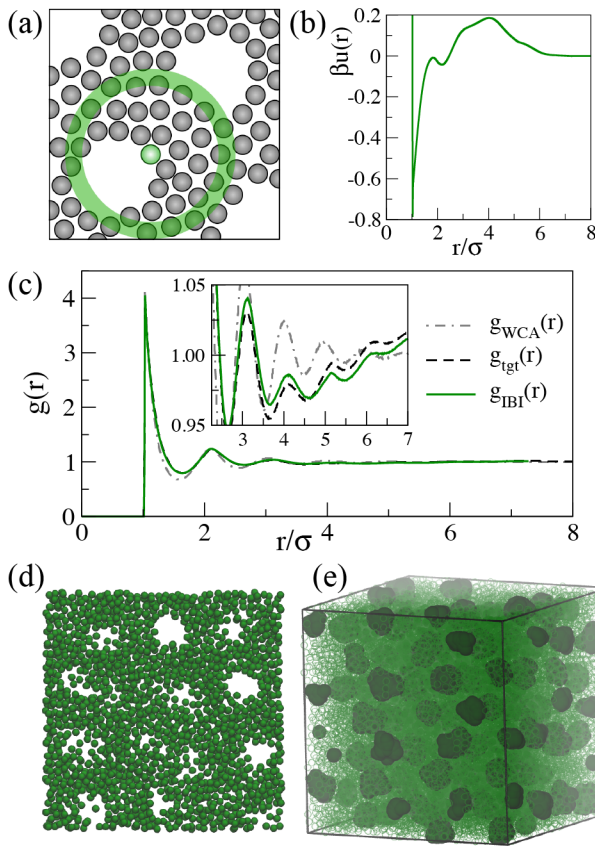 (a)
(b)
βu(r)
0.2
0
-0.2
-0.4
-0.6
-0.8
0 2 4 6 8
r/σ
(c)
g(r)
4
3
2
1
0
0 2 4 6 8
r/σ
1.05
1.00
0.95
3 4 5 6 7
g_WCA(r)
g_tgt(r)
g_IBI(r)
(d)
(e)